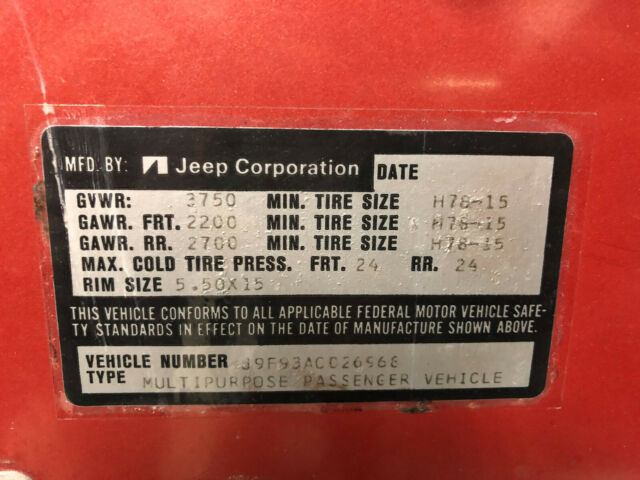 MFD. BY: Jeep Corporation DATE
GVWR: 3750 MIN. TIRE SIZE H78-15
GAWR. FRT. 2200 MIN. TIRE SIZE H78-15
GAWR. RR. 2700 MIN. TIRE SIZE H78-15
MAX. COLD TIRE PRESS. FRT. 24 RR. 24
RIM SIZE 5.50X15
THIS VEHICLE CONFORMS TO ALL APPLICABLE FEDERAL MOTOR VEHICLE SAFE-
TY STANDARDS IN EFFECT ON THE DATE OF MANUFACTURE SHOWN ABOVE.
VEHICLE NUMBER
TYPE MULTIPURPOSE PASSENGER VEHICLE